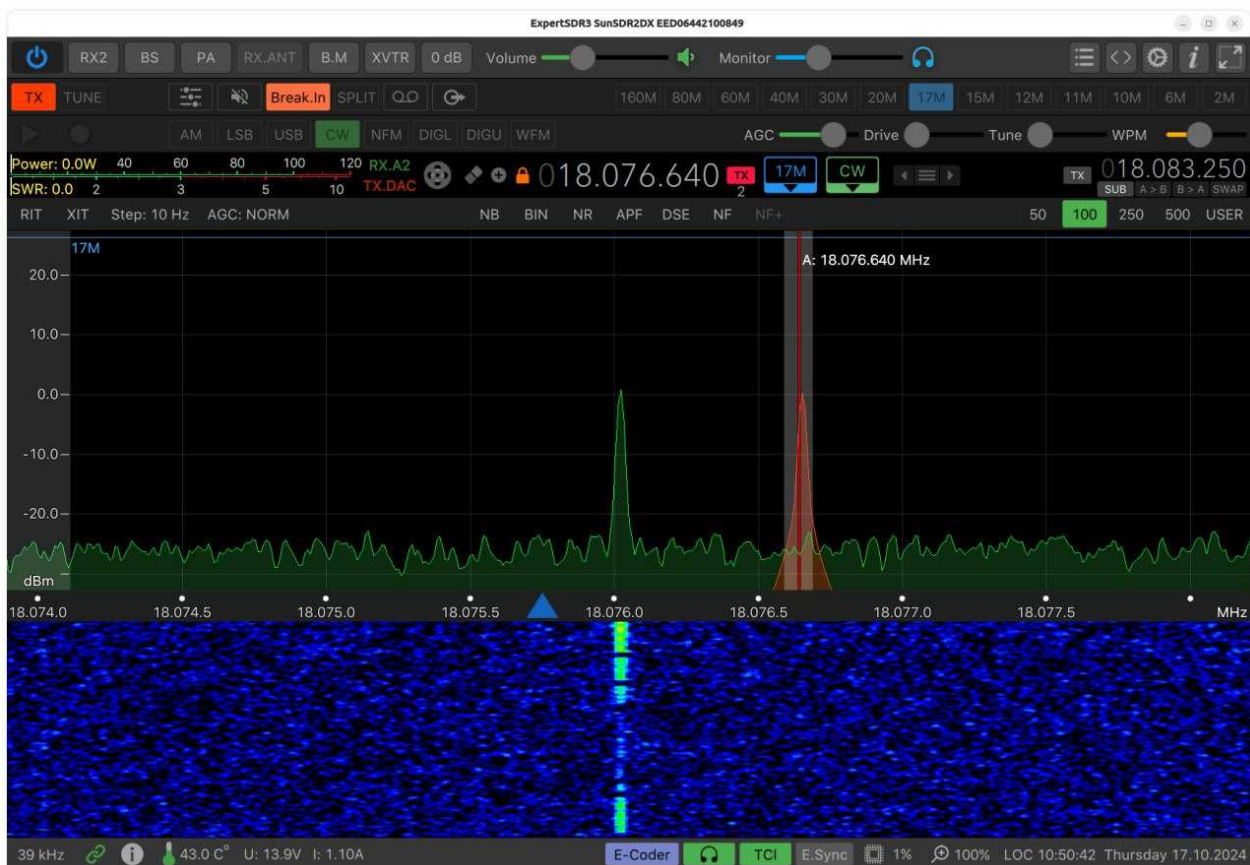 ExpertSDR3 SunSDR2DX EED06442100849
RX2 BS PA RX.ANT B.M XVTR 0 dB Volume Monitor
TX TUNE Break.In SPLIT 160M 80M 60M 40M 30M 20M 17M 15M 12M 11M 10M 6M 2M
AM LSB USB CW NFM DIGL DIGU WFM AGC Drive Tune WPM
Power: 0.0W 40 60 80 100 120 RX.A2
SWR: 0.0 2 3 5 10 TX.DAC
018.076.640 TX 2 17M CW TX 018.083.250
SUB A > B B > A SWAP
RIT XIT Step: 10 Hz AGC: NORM NB BIN NR APF DSE NF NF+ 50 100 250 500 USER
17M
A: 18.076.640 MHz
20.0
10.0
0.0
-10.0
-20.0
dBm
18.074.0 18.074.5 18.075.0 18.075.5 18.076.0 18.076.5 18.077.0 18.077.5 MHz
39 kHz 43.0 C° U: 13.9V I: 1.10A E-Coder TCI E.Sync 1% 100% LOC 10:50:42 Thursday 17.10.2024